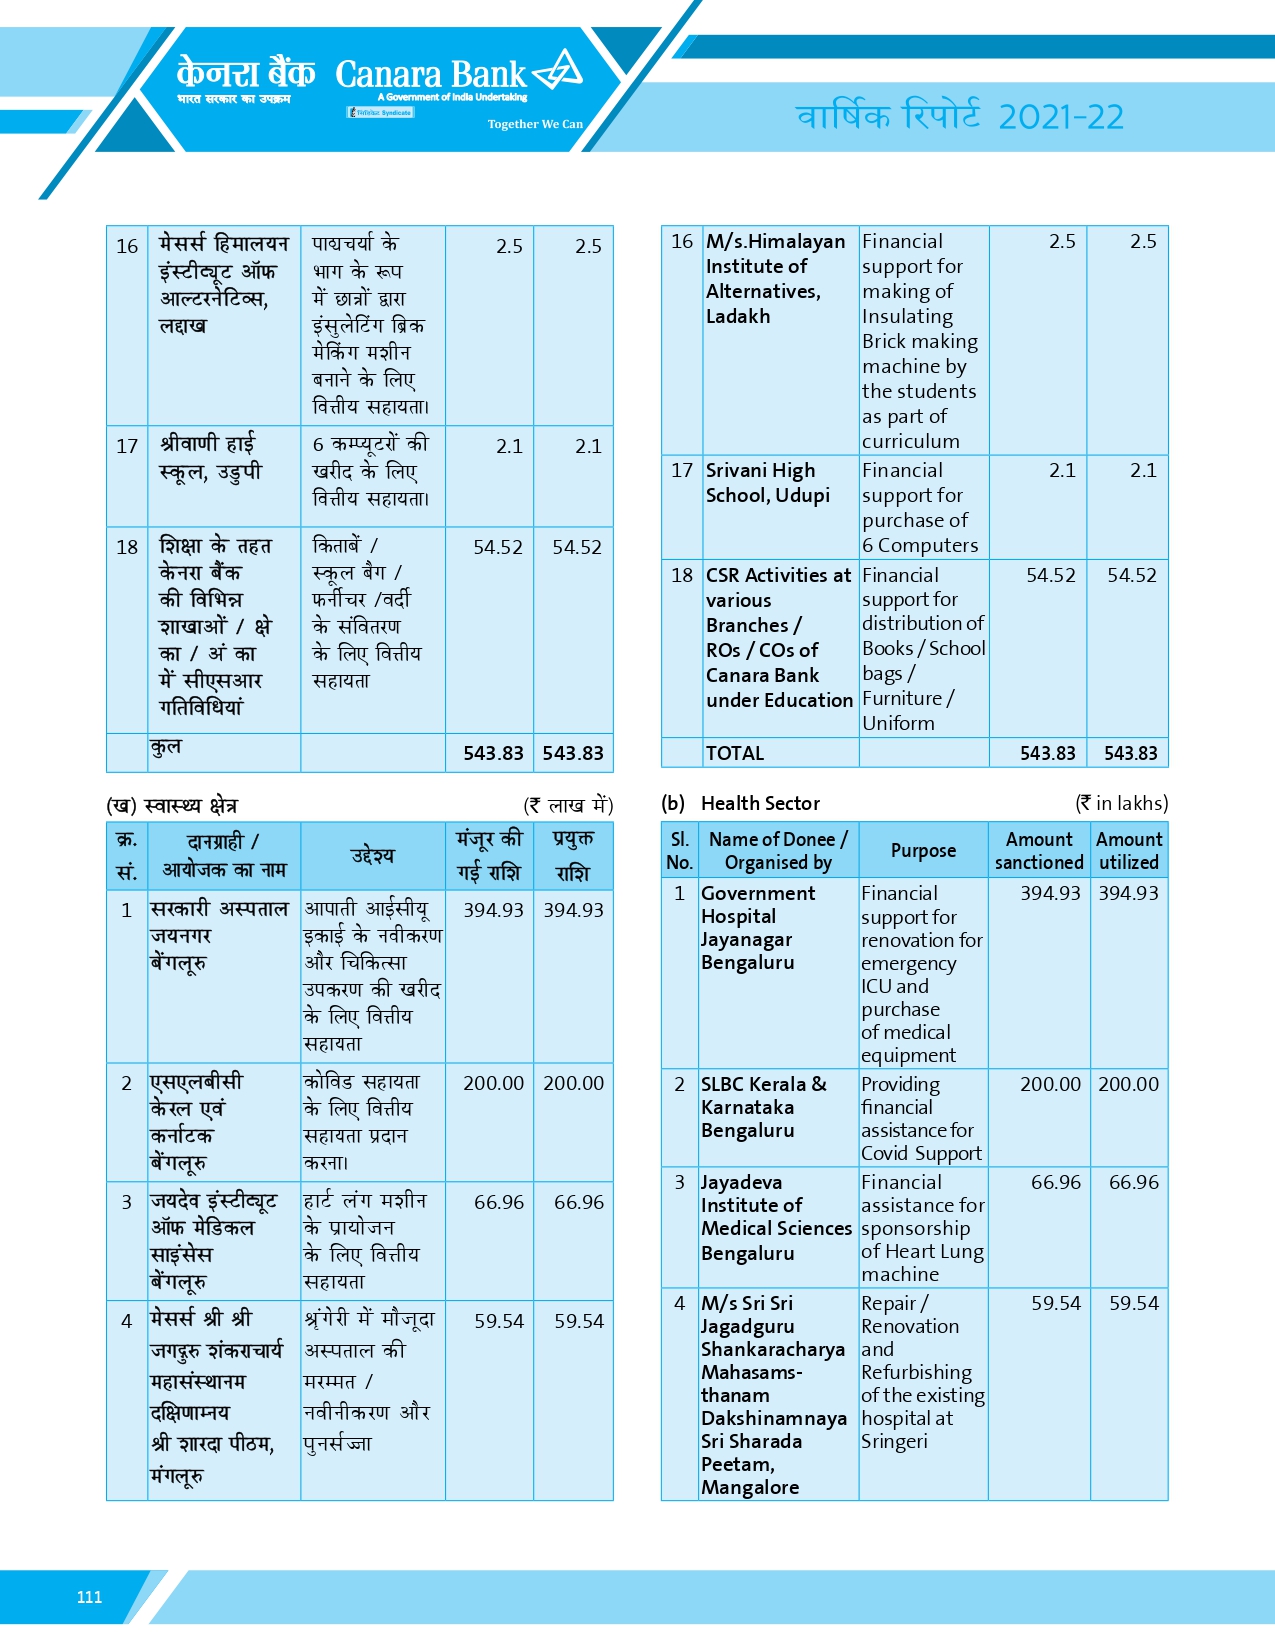 केनरा बैंक Canara Bank
भारत सरकार का उपक्रम A Government of India Undertaking
सिंडिकेट Syndicate
Together We Can
वार्षिक रिपोर्ट 2021-22
16 मेसर्स हिमालयन पाठ्यचर्या के 2.5 2.5
इंस्टीट्यूट ऑफ भाग के रूप
आल्टरनेटिव्स, में छात्रों द्वारा
लद्दाख इंसुलेटिंग ब्रिक
मेकिंग मशीन
बनाने के लिए
वित्तीय सहायता।
17 श्रीवाणी हाई 6 कम्प्यूटरों की 2.1 2.1
स्कूल, उडुपी खरीद के लिए
वित्तीय सहायता।
18 शिक्षा के तहत किताबें / 54.52 54.52
केनरा बैंक स्कूल बैग /
की विभिन्न फर्नीचर /वर्दी
शाखाओं / क्षे के संवितरण
का / अं का के लिए वित्तीय
में सीएसआर सहायता
गतिविधियां
कुल 543.83 543.83
(ख) स्वास्थ्य क्षेत्र (₹ लाख में)
क्र. दानग्राही / उद्देश्य मंजूर की प्रयुक्त
सं. आयोजक का नाम गई राशि राशि
1 सरकारी अस्पताल आपाती आईसीयू 394.93 394.93
जयनगर इकाई के नवीकरण
बेंगलूरु और चिकित्सा
उपकरण की खरीद
के लिए वित्तीय
सहायता
2 एसएलबीसी कोविड सहायता 200.00 200.00
केरल एवं के लिए वित्तीय
कर्नाटक सहायता प्रदान
बेंगलूरु करना।
3 जयदेव इंस्टीट्यूट हार्ट लंग मशीन 66.96 66.96
ऑफ मेडिकल के प्रायोजन
साइंसेस के लिए वित्तीय
बेंगलूरु सहायता
4 मेसर्स श्री श्री श्रृंगेरी में मौजूदा 59.54 59.54
जगद्गुरु शंकराचार्य अस्पताल की
महासंस्थानम मरम्मत /
दक्षिणाम्नय नवीनीकरण और
श्री शारदा पीठम, पुनर्सज्जा
मंगलूरु
16 M/s.Himalayan Financial 2.5 2.5
Institute of support for
Alternatives, making of
Ladakh Insulating
Brick making
machine by
the students
as part of
curriculum
17 Srivani High Financial 2.1 2.1
School, Udupi support for
purchase of
6 Computers
18 CSR Activities at Financial 54.52 54.52
various support for
Branches / distribution of
ROs / COs of Books / School
Canara Bank bags /
under Education Furniture /
Uniform
TOTAL 543.83 543.83
(b) Health Sector (₹ in lakhs)
Sl. Name of Donee / Purpose Amount Amount
No. Organised by sanctioned utilized
1 Government Financial 394.93 394.93
Hospital support for
Jayanagar renovation for
Bengaluru emergency
ICU and
purchase
of medical
equipment
2 SLBC Kerala & Providing 200.00 200.00
Karnataka financial
Bengaluru assistance for
Covid Support
3 Jayadeva Financial 66.96 66.96
Institute of assistance for
Medical Sciences sponsorship
Bengaluru of Heart Lung
machine
4 M/s Sri Sri Repair / 59.54 59.54
Jagadguru Renovation
Shankaracharya and
Mahasams- Refurbishing
thanam of the existing
Dakshinamnaya hospital at
Sri Sharada Sringeri
Peetam,
Mangalore
111